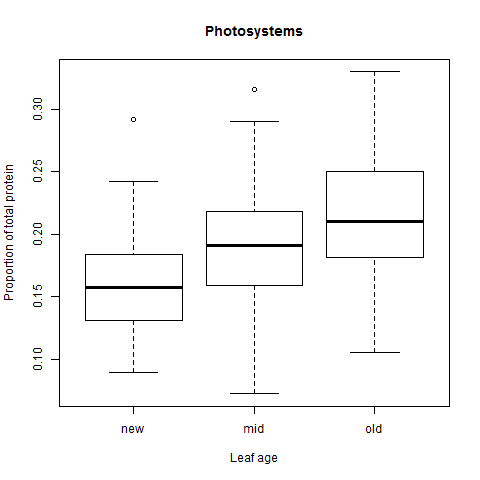 Photosystems
Proportion of total protein
0.30
0.25
0.20
0.15
0.10
new mid old
Leaf age